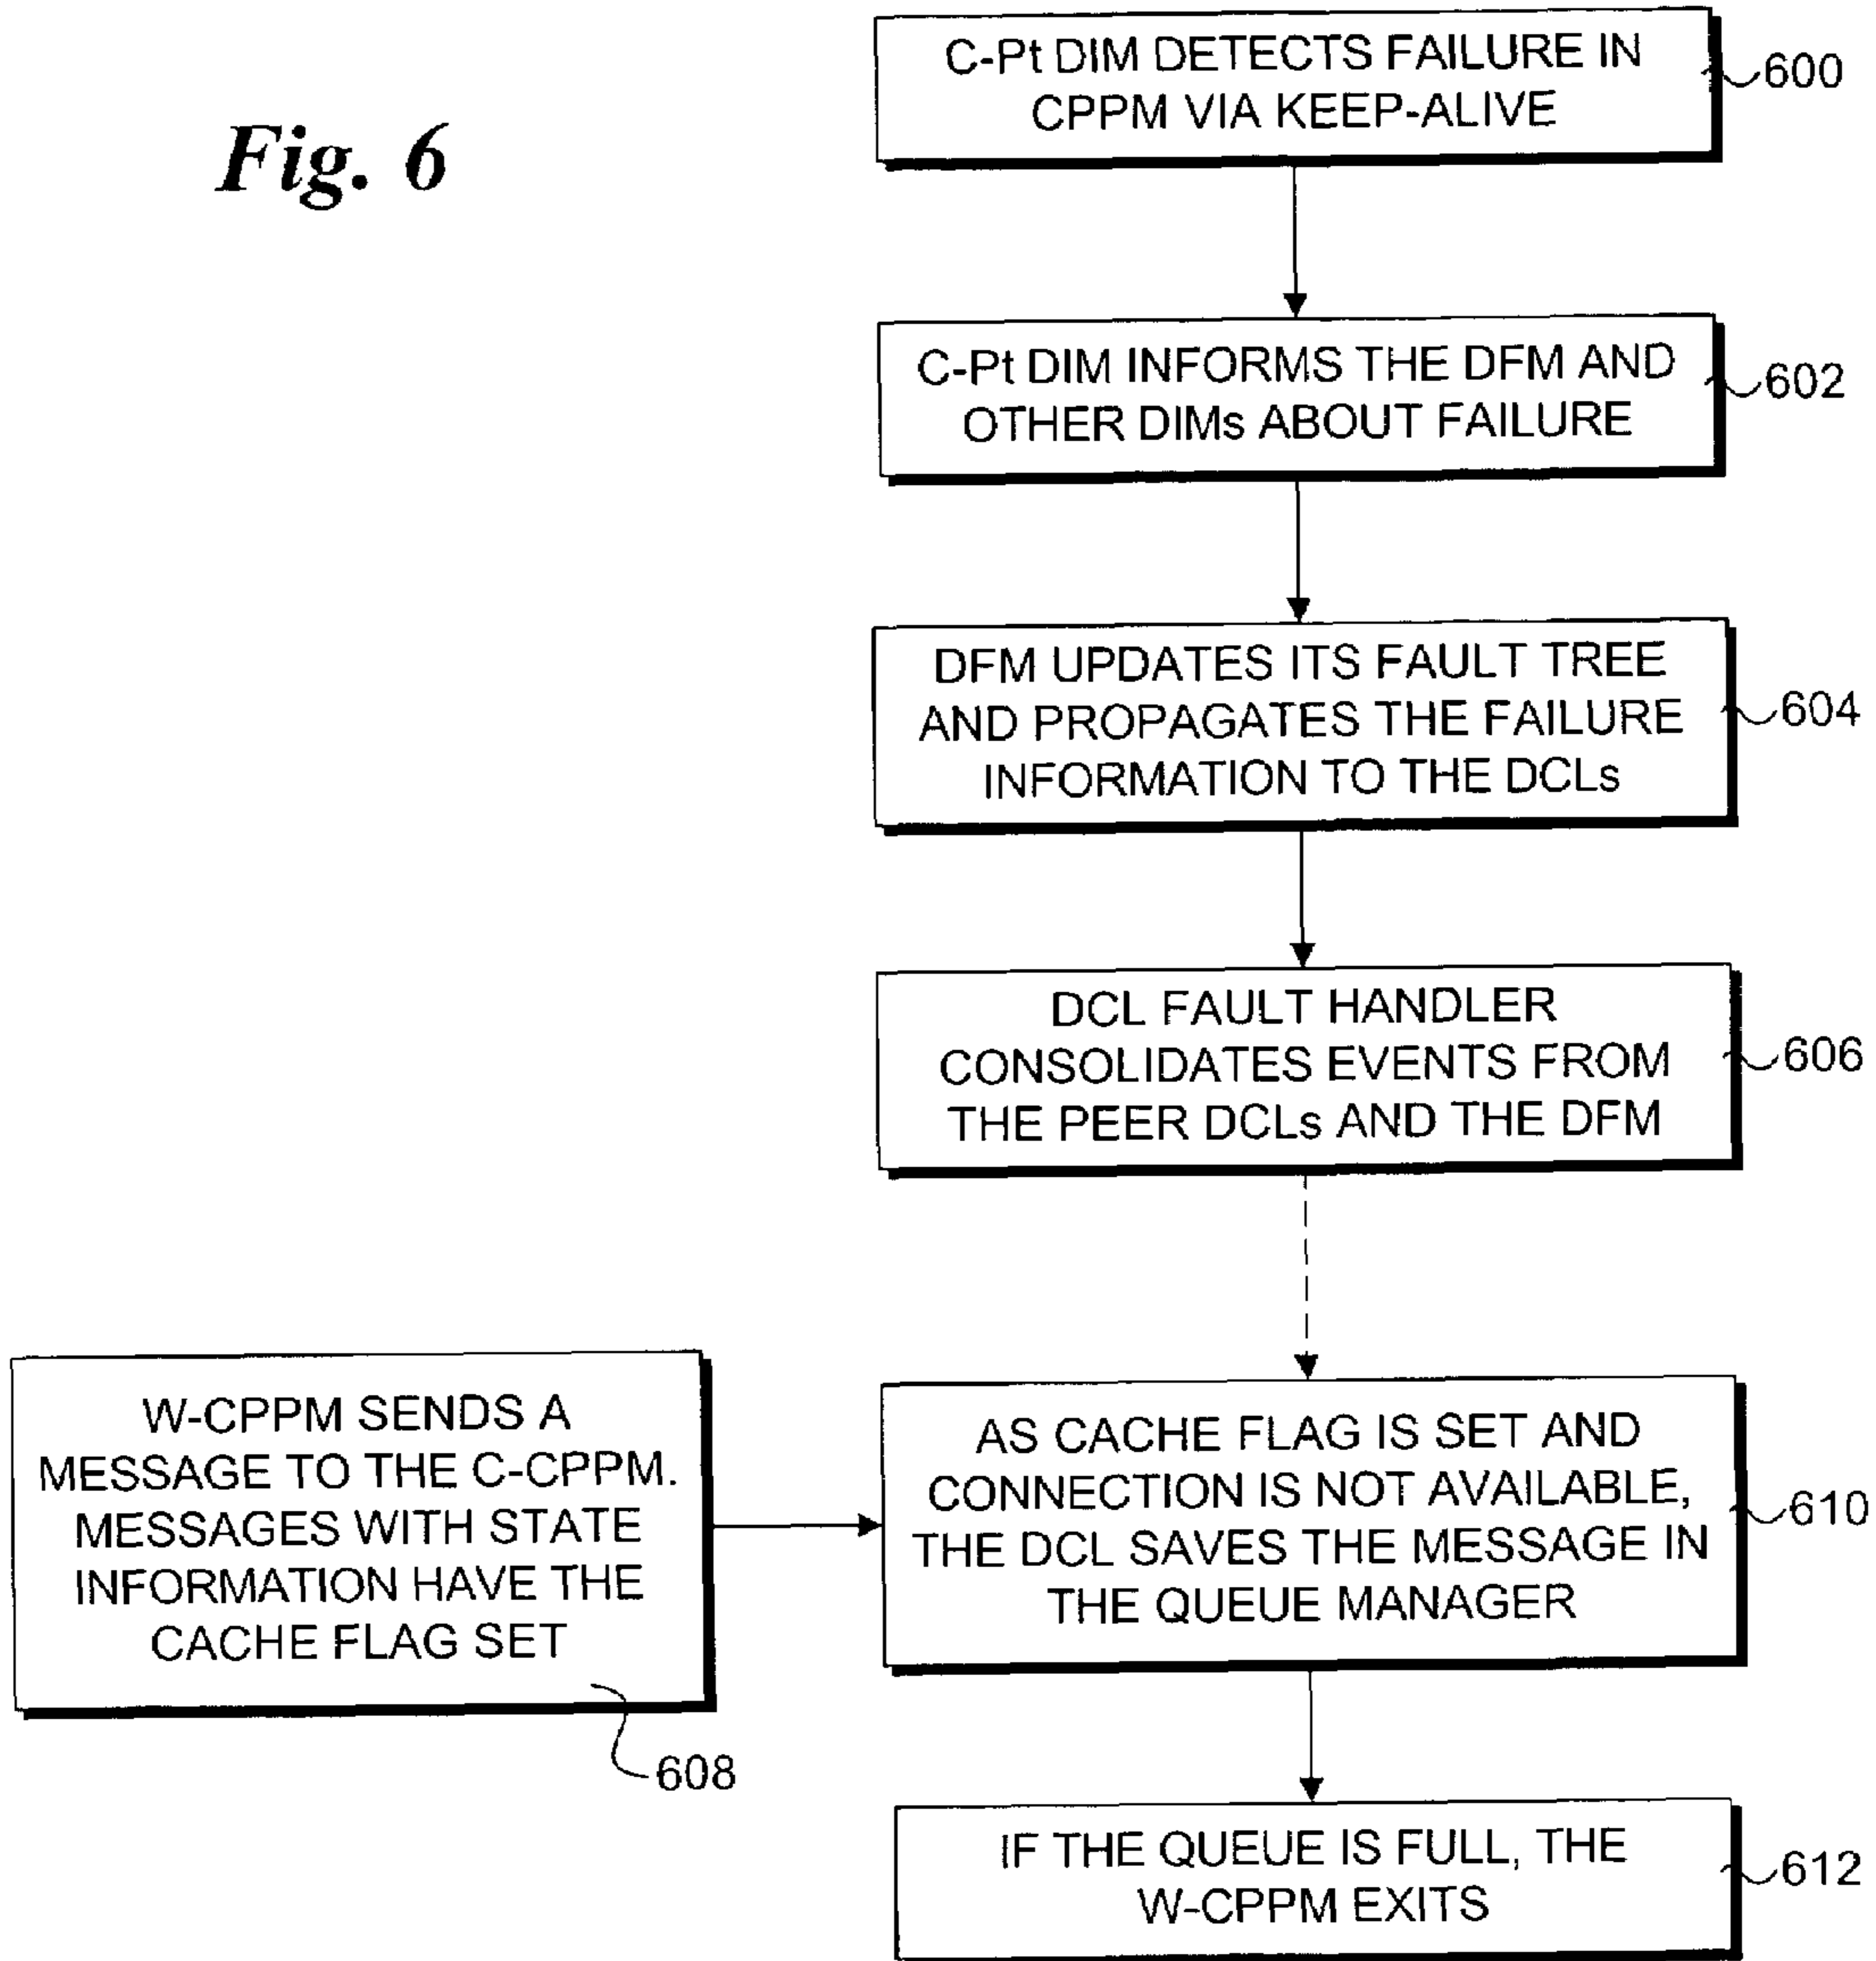 Fig. 6
C-Pt DIM DETECTS FAILURE IN
CPPM VIA KEEP-ALIVE
600
C-Pt DIM INFORMS THE DFM AND
OTHER DIMs ABOUT FAILURE
602
DFM UPDATES ITS FAULT TREE
AND PROPAGATES THE FAILURE
INFORMATION TO THE DCLs
604
DCL FAULT HANDLER
CONSOLIDATES EVENTS FROM
THE PEER DCLs AND THE DFM
606
W-CPPM SENDS A
MESSAGE TO THE C-CPPM.
MESSAGES WITH STATE
INFORMATION HAVE THE
CACHE FLAG SET
608
AS CACHE FLAG IS SET AND
CONNECTION IS NOT AVAILABLE,
THE DCL SAVES THE MESSAGE IN
THE QUEUE MANAGER
610
IF THE QUEUE IS FULL, THE
W-CPPM EXITS
612